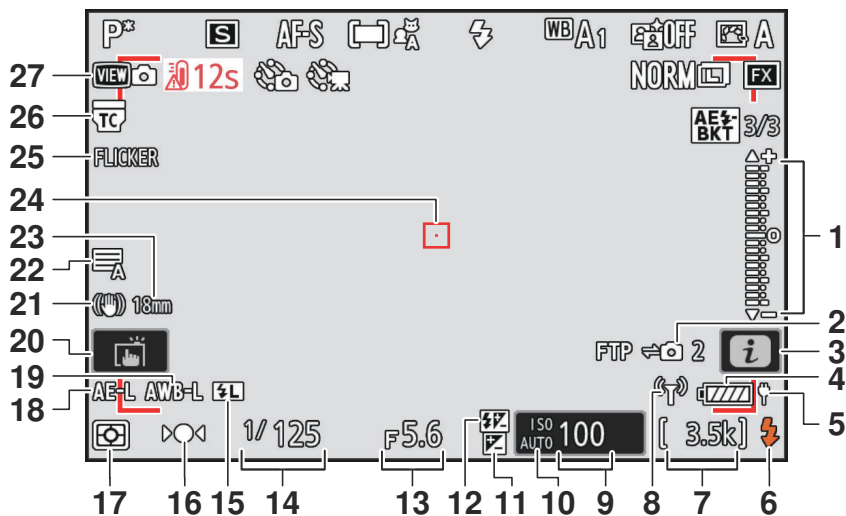 P* S AF-S A WB A1 OFF A
27 VIEW 12s NORM L FX
26 TC AE BKT 3/3
25 FLICKER
24
23 1
22 A
21 18mm
20 FTP 2 i 2 3
19
18 AE-L AWB-L L 4
1/125 F5.6 ISO AUTO 100 [3.5k] 5
17 16 15 14 13 12 11 10 9 8 7 6